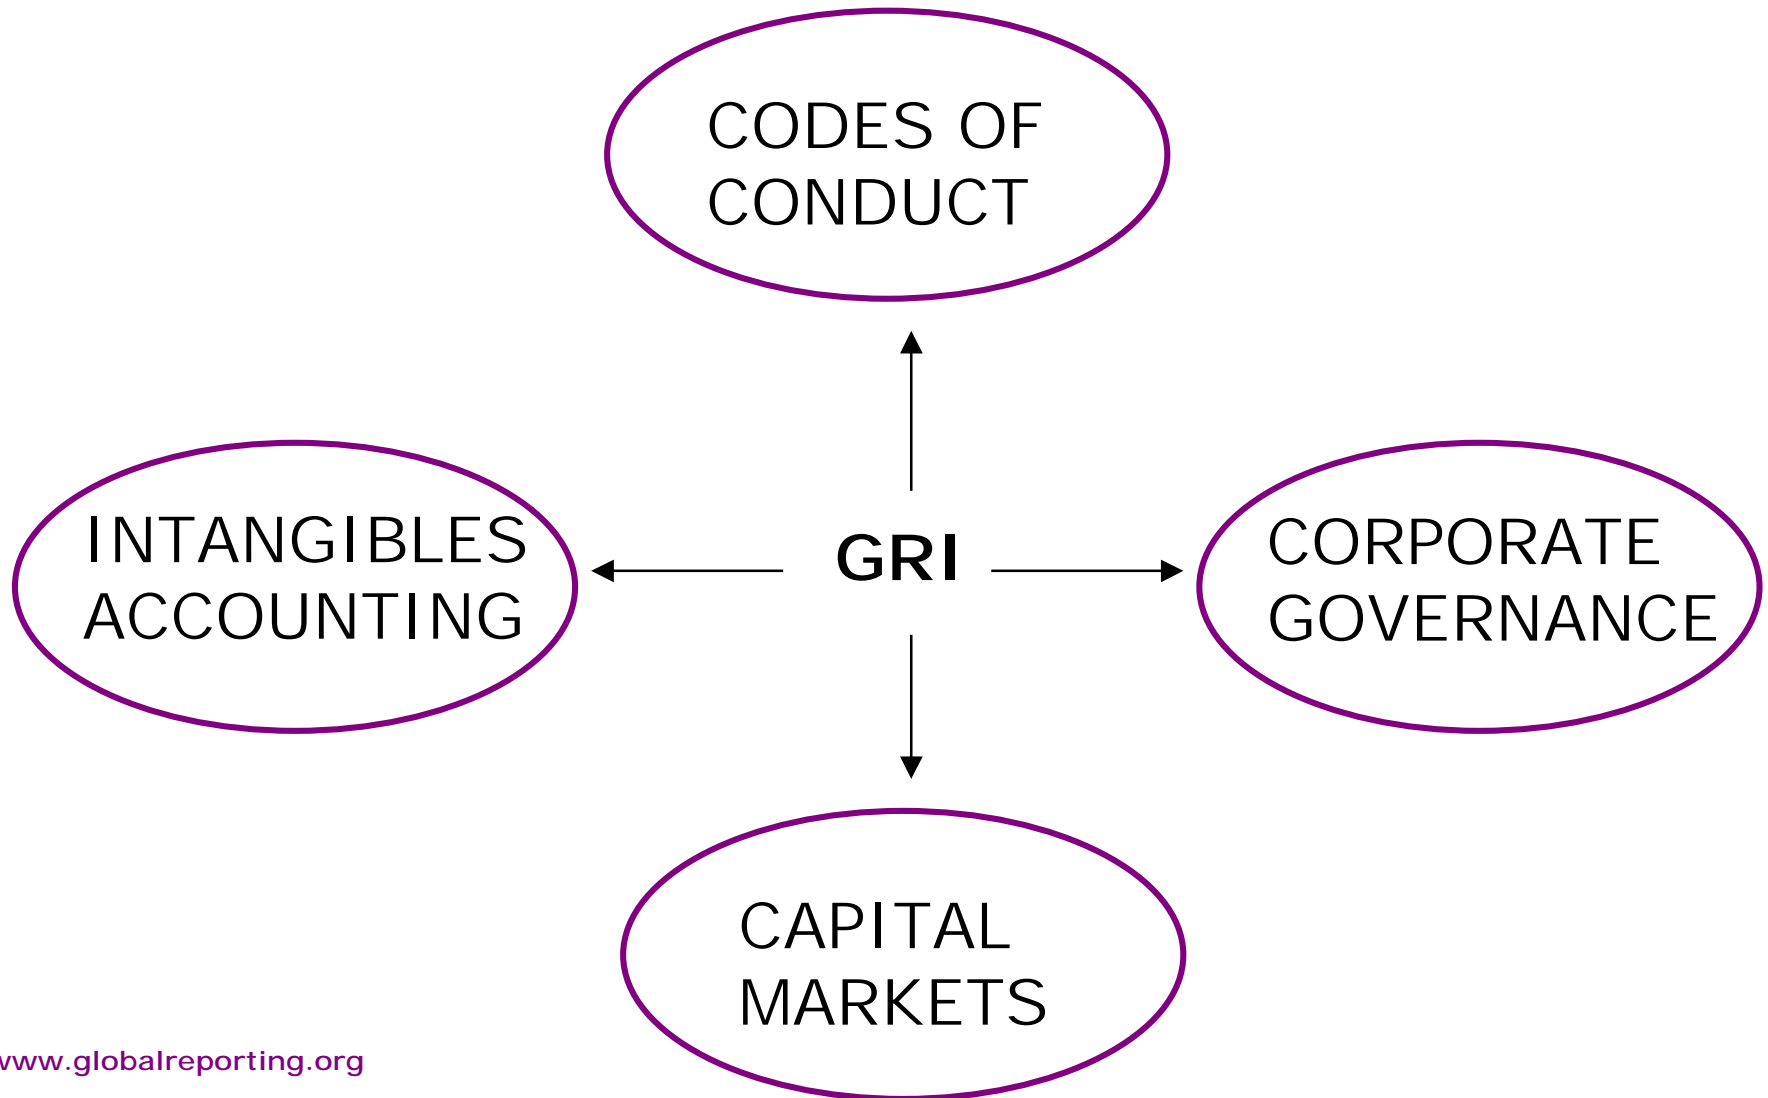 CODES OF
CONDUCT
INTANGIBLES
ACCOUNTING
GRI
CORPORATE
GOVERNANCE
CAPITAL
MARKETS
www.globalreporting.org